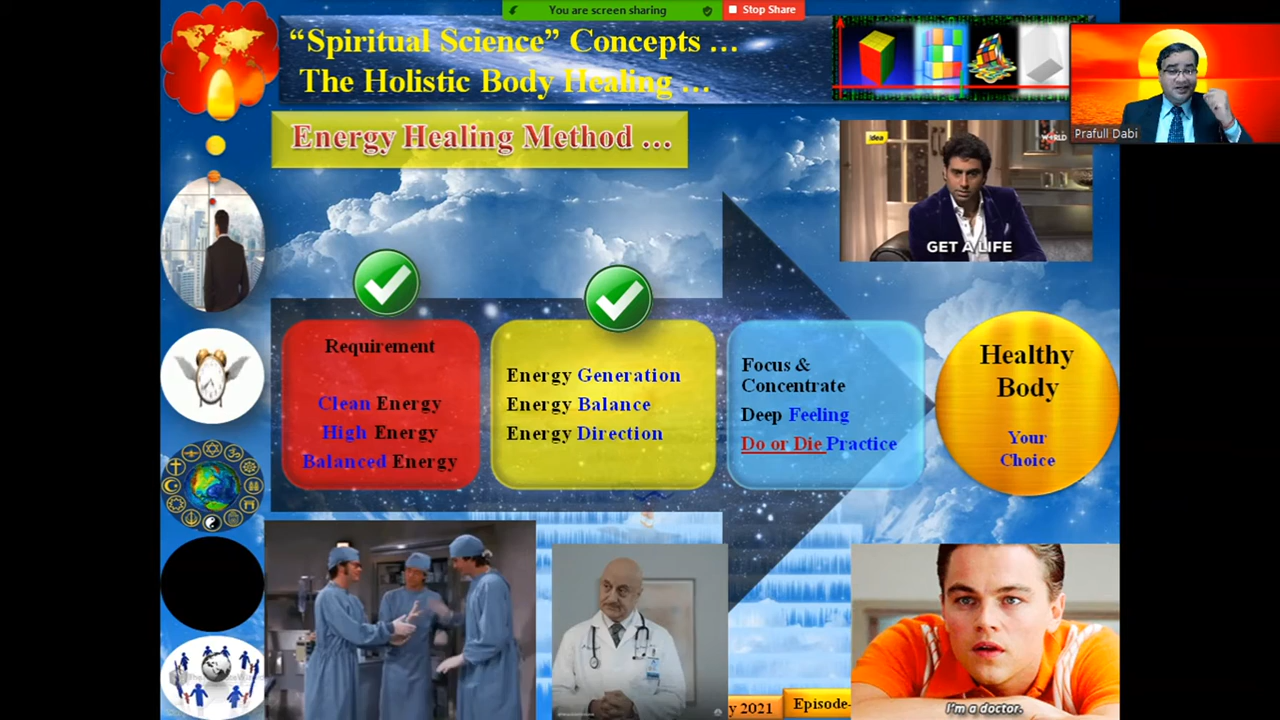 You are screen sharing
Stop Share
“Spiritual Science” Concepts …
The Holistic Body Healing …
Energy Healing Method …
Prafull Dabi
idea
GET A LIFE
Requirement
Clean Energy
High Energy
Balanced Energy
Energy Generation
Energy Balance
Energy Direction
Focus &
Concentrate
Deep Feeling
Do or Die Practice
Healthy
Body
Your
Choice
2021
Episode-
I'm a doctor.